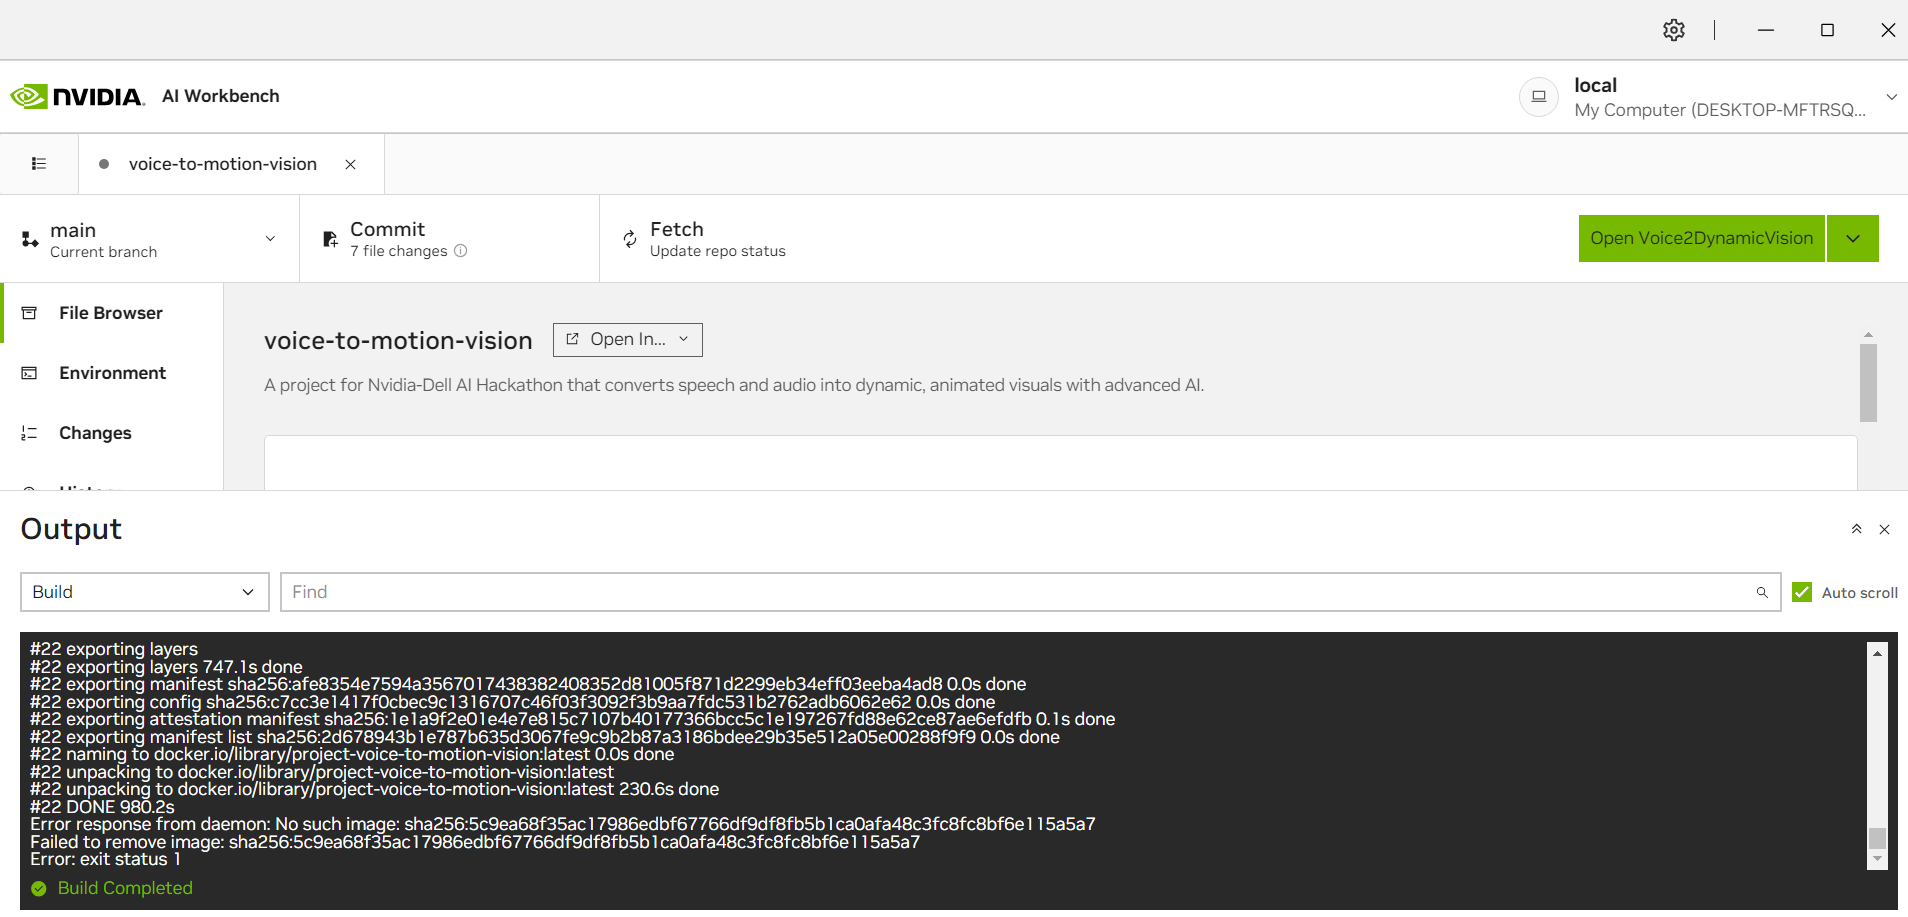 NVIDIA. AI Workbench
local
My Computer (DESKTOP-MFTRSQ...
voice-to-motion-vision
main
Current branch
Commit
7 file changes
Fetch
Update repo status
Open Voice2DynamicVision
File Browser
Environment
Changes
History
voice-to-motion-vision
Open In...
A project for Nvidia-Dell AI Hackathon that converts speech and audio into dynamic, animated visuals with advanced AI.
Output
Build
Find
Auto scroll
#22 exporting layers
#22 exporting layers 747.1s done
#22 exporting manifest sha256:afe8354e7594a3567017438382408352d81005f871d2299eb34eff03eeba4ad8 0.0s done
#22 exporting config sha256:c7cc3e1417f0cbec9c1316707c46f03f3092f3b9aa7fdc531b2762adb6062e62 0.0s done
#22 exporting attestation manifest sha256:1e1a9f2e01e4e7e815c7107b40177366bcc5c1e197267fd88e62ce87ae6efdfb 0.1s done
#22 exporting manifest list sha256:2d678943b1e787b635d3067fe9c9b2b87a3186bdee29b35e512a05e00288f9f9 0.0s done
#22 naming to docker.io/library/project-voice-to-motion-vision:latest 0.0s done
#22 unpacking to docker.io/library/project-voice-to-motion-vision:latest
#22 unpacking to docker.io/library/project-voice-to-motion-vision:latest 230.6s done
#22 DONE 980.2s
Error response from daemon: No such image: sha256:5c9ea68f35ac17986edbf67766df9df8fb5b1ca0afa48c3fc8fc8bf6e115a5a7
Failed to remove image: sha256:5c9ea68f35ac17986edbf67766df9df8fb5b1ca0afa48c3fc8fc8bf6e115a5a7
Error: exit status 1
Build Completed